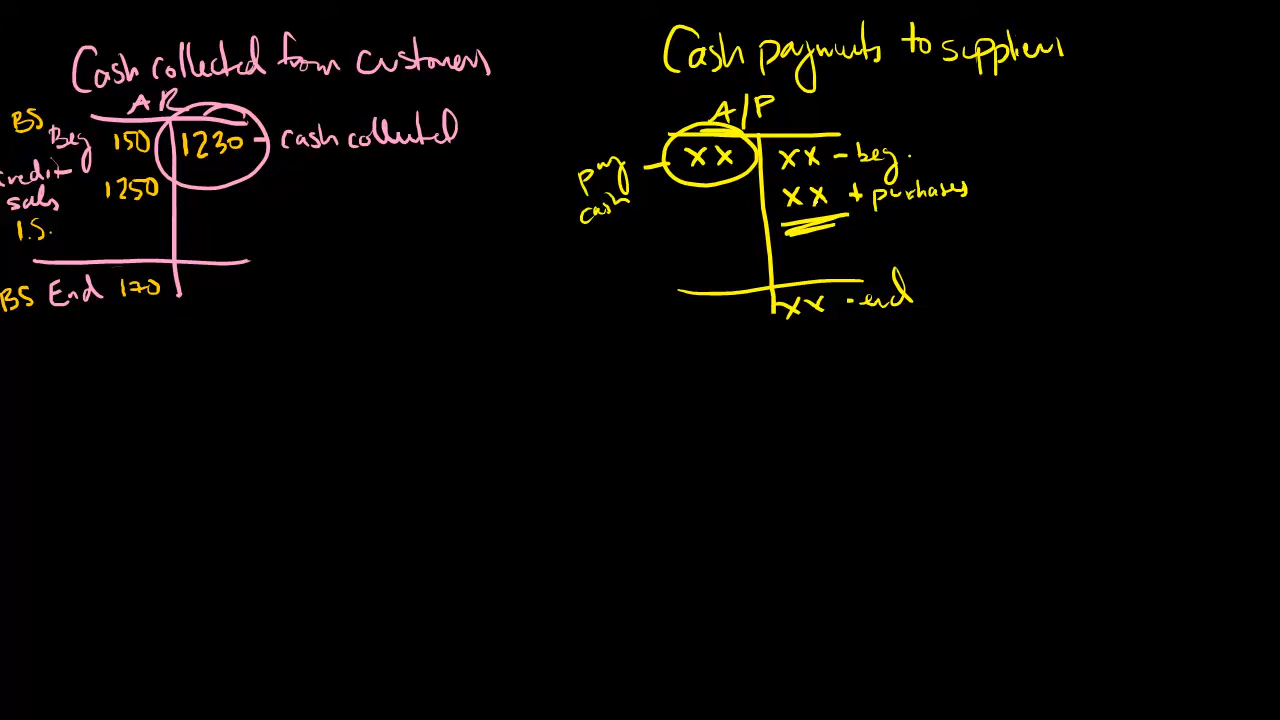 Cash collected from customers
AR
BS
Beg 150 1230 - cash collected
credit sales 1250
I.S.
BS End 170
Cash payments to suppliers
A/P
pay cash - XX XX - beg.
XX + purchases
XX - end